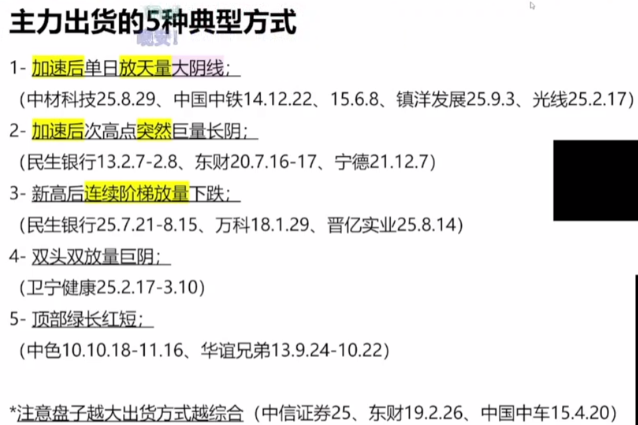 主力出货的5种典型方式
1- 加速后单日放天量大阴线；
（中材科技25.8.29、中国中铁14.12.22、15.6.8、镇洋发展25.9.3、光线25.2.17）
2- 加速后次高点突然巨量长阴；
（民生银行13.2.7-2.8、东财20.7.16-17、宁德21.12.7）
3- 新高后连续阶梯放量下跌；
（民生银行25.7.21-8.15、万科18.1.29、晋亿实业25.8.14）
4- 双头双放量巨阴；
（卫宁健康25.2.17-3.10）
5- 顶部绿长红短；
（中色10.10.18-11.16、华谊兄弟13.9.24-10.22）
*注意盘子越大出货方式越综合（中信证券25、东财19.2.26、中国中车15.4.20）